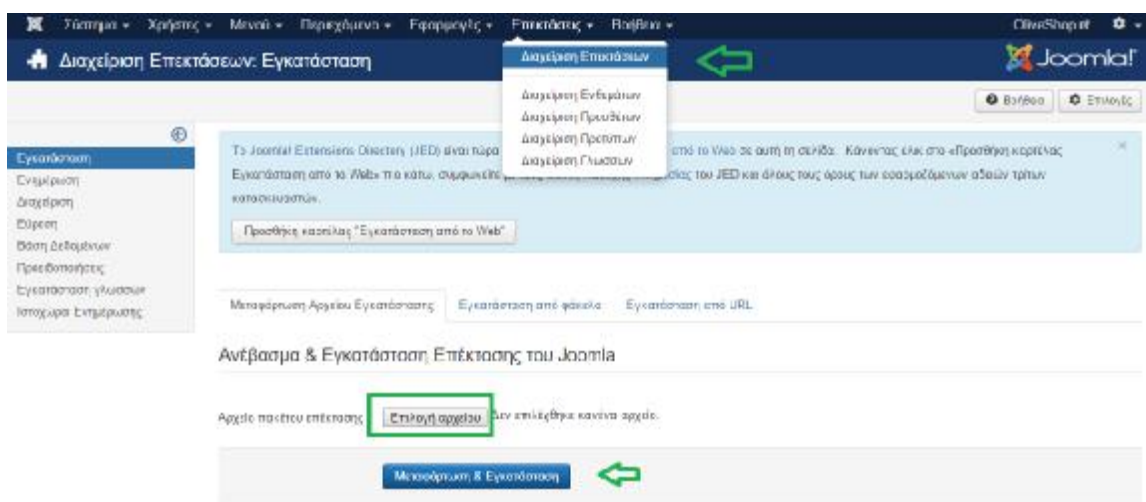 Σύστημα Χρήστες Μενού Περιεχόμενο Εφαρμογές Επεκτάσεις Βοήθεια OliveShop.gr
Διαχείριση Επεκτάσεων: Εγκατάσταση
Joomla!
Διαχείριση Επεκτάσεων
Διαχείριση Ενθεμάτων
Διαχείριση Προσθέτων
Διαχείριση Προτύπων
Διαχείριση Γλωσσών
Βοήθεια Επιλογές
Εγκατάσταση
Ενημέρωση
Διαχείριση
Εύρεση
Βάση Δεδομένων
Προειδοποιήσεις
Εγκατάσταση γλωσσών
Ιστοχώροι Ενημέρωσης
Το Joomla! Extensions Directory (JED) είναι τώρα από το Web σε αυτή τη σελίδα. Κάνοντας κλικ στο «Προσθήκη καρτέλας
Εγκατάσταση από το Web» πιο κάτω, συμφωνείτε του JED και όλους τους όρους των εφαρμοζόμενων αδειών τρίτων
κατασκευαστών.
Προσθήκη καρτέλας "Εγκατάσταση από το Web"
Μεταφόρτωση Αρχείου Εγκατάστασης Εγκατάσταση από φάκελο Εγκατάσταση από URL
Ανέβασμα & Εγκατάσταση Επέκτασης του Joomla
Αρχείο πακέτου επέκτασης Επιλογή αρχείου Δεν επιλέχθηκε κανένα αρχείο.
Μεταφόρτωση & Εγκατάσταση